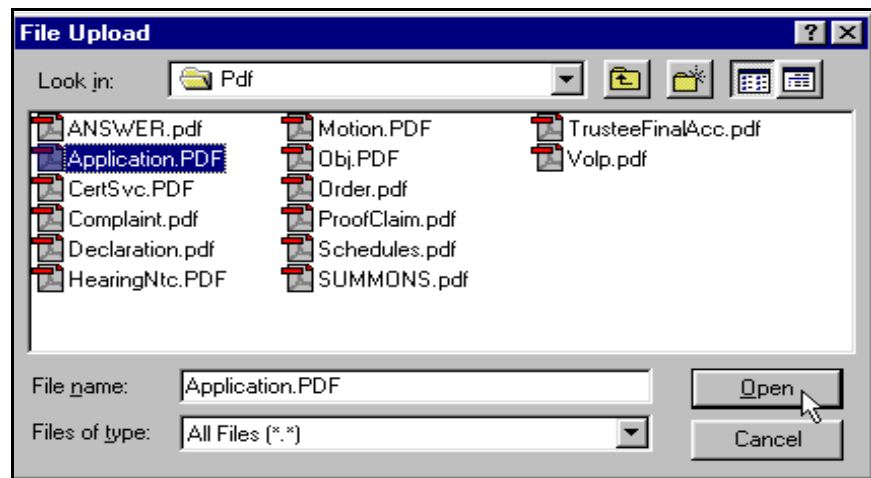 File Upload
Look in: Pdf
ANSWER.pdf Motion.PDF TrusteeFinalAcc.pdf
Application.PDF Obj.PDF Volp.pdf
CertSvc.PDF Order.pdf
Complaint.pdf ProofClaim.pdf
Declaration.pdf Schedules.pdf
HearingNtc.PDF SUMMONS.pdf
File name: Application.PDF Open
Files of type: All Files (*.*) Cancel